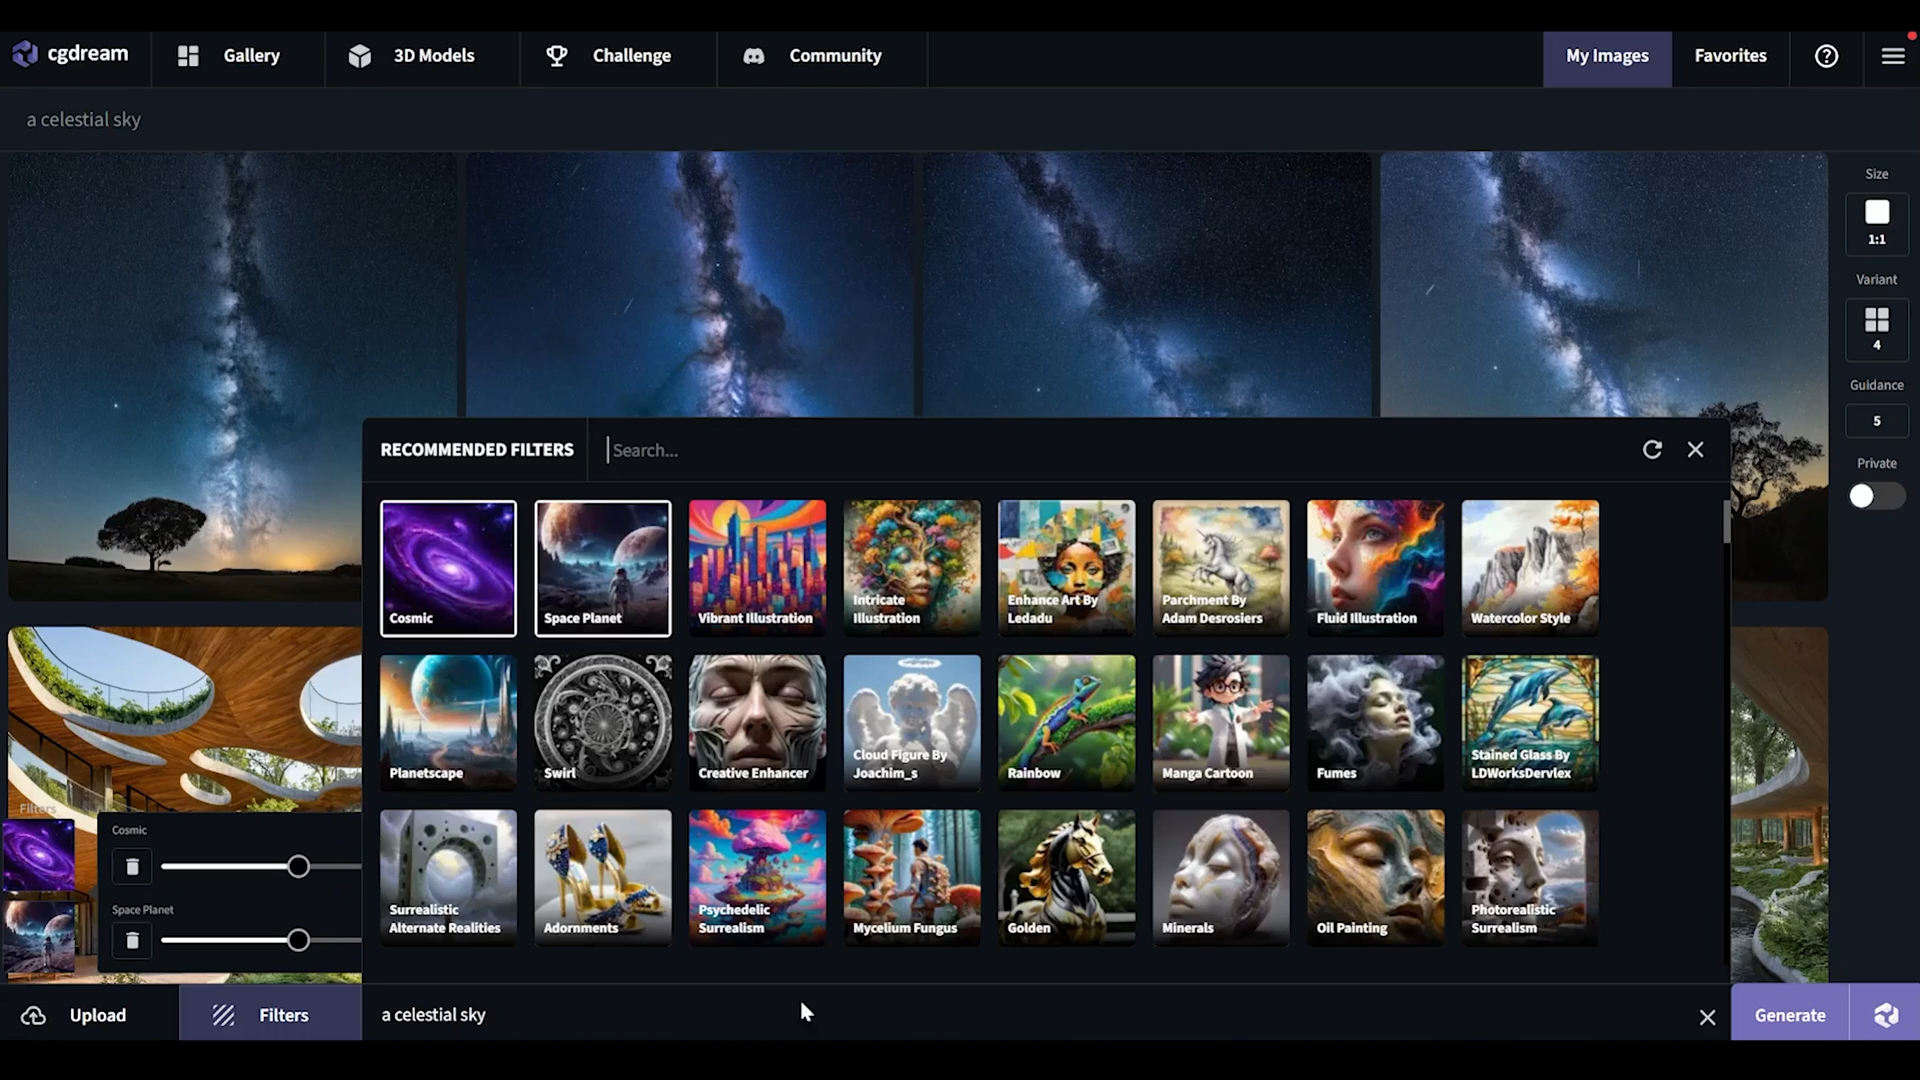 cgdream
Gallery
3D Models
Challenge
Community
My Images
Favorites
a celestial sky
Size
1:1
Variant
4
Guidance
5
Private
RECOMMENDED FILTERS
Search...
Cosmic
Space Planet
Vibrant Illustration
Intricate
Illustration
Enhance Art By
Ledadu
Parchment By
Adam Desrosiers
Fluid Illustration
Watercolor Style
Planetscape
Swirl
Creative Enhancer
Cloud Figure By
Joachim_s
Rainbow
Manga Cartoon
Fumes
Stained Glass By
LDWorksDervlex
Surrealistic
Alternate Realities
Adornments
Psychedelic
Surrealism
Mycelium Fungus
Golden
Minerals
Oil Painting
Photorealistic
Surrealism
Filters
Cosmic
Space Planet
Upload
Filters
a celestial sky
Generate